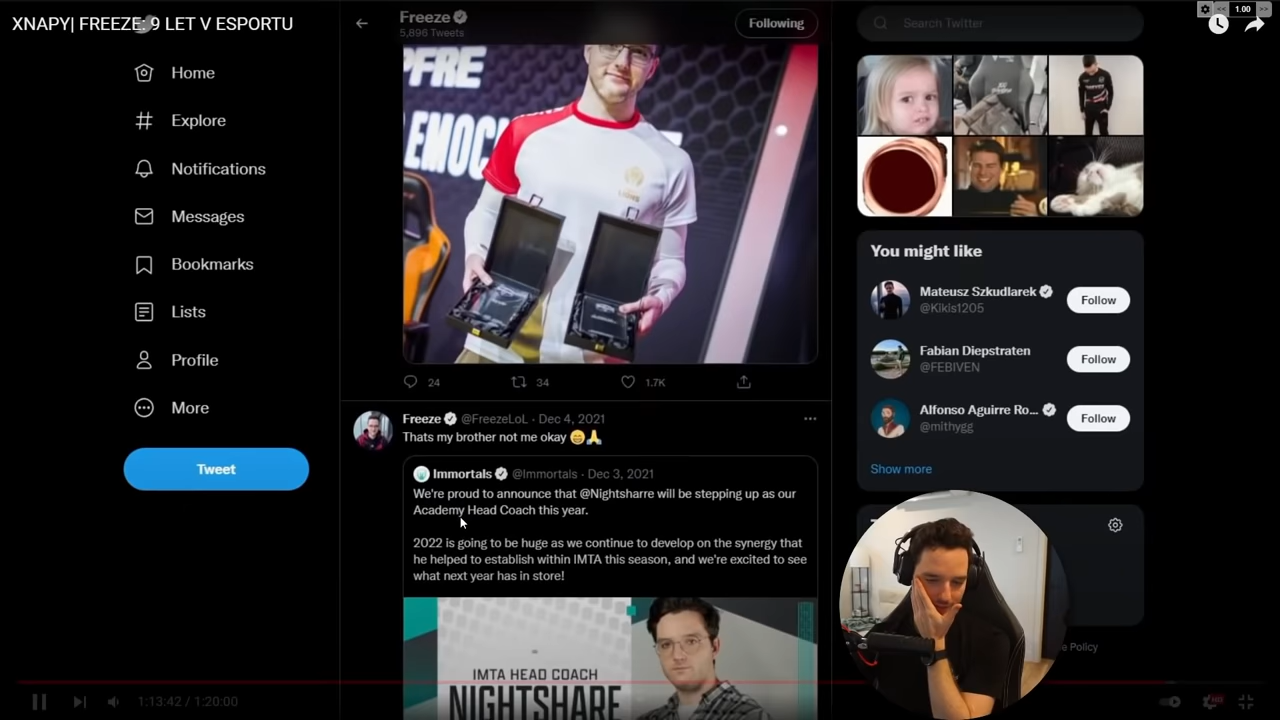 XNAPY| FREEZE: 9 LET V ESPORTU
<< 1.00 >>
Home
Explore
Notifications
Messages
Bookmarks
Lists
Profile
More
Tweet
Freeze
5,896 Tweets
Following
24 34 1.7K
Freeze @FreezeLoL · Dec 4, 2021
Thats my brother not me okay 😁🙏
Immortals @Immortals · Dec 3, 2021
We're proud to announce that @Nightsharre will be stepping up as our
Academy Head Coach this year.
2022 is going to be huge as we continue to develop on the synergy that
he helped to establish within IMTA this season, and we're excited to see
what next year has in store!
IMTA HEAD COACH
NIGHTSHARE
Search Twitter
You might like
Mateusz Szkudlarek
@Kikis1205
Follow
Fabian Diepstraten
@FEBIVEN
Follow
Alfonso Aguirre Ro...
@mithygg
Follow
Show more
Policy
1:13:42 / 1:20:00